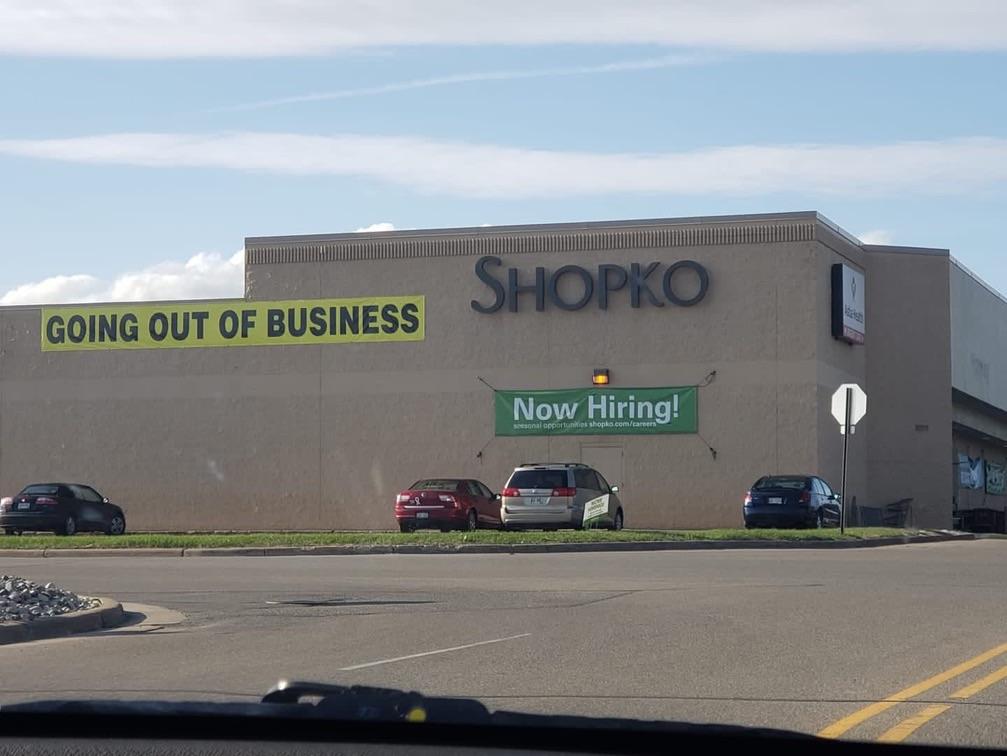 SHOPKO
GOING OUT OF BUSINESS
Now Hiring!
seasonal opportunities shopko.com/careers